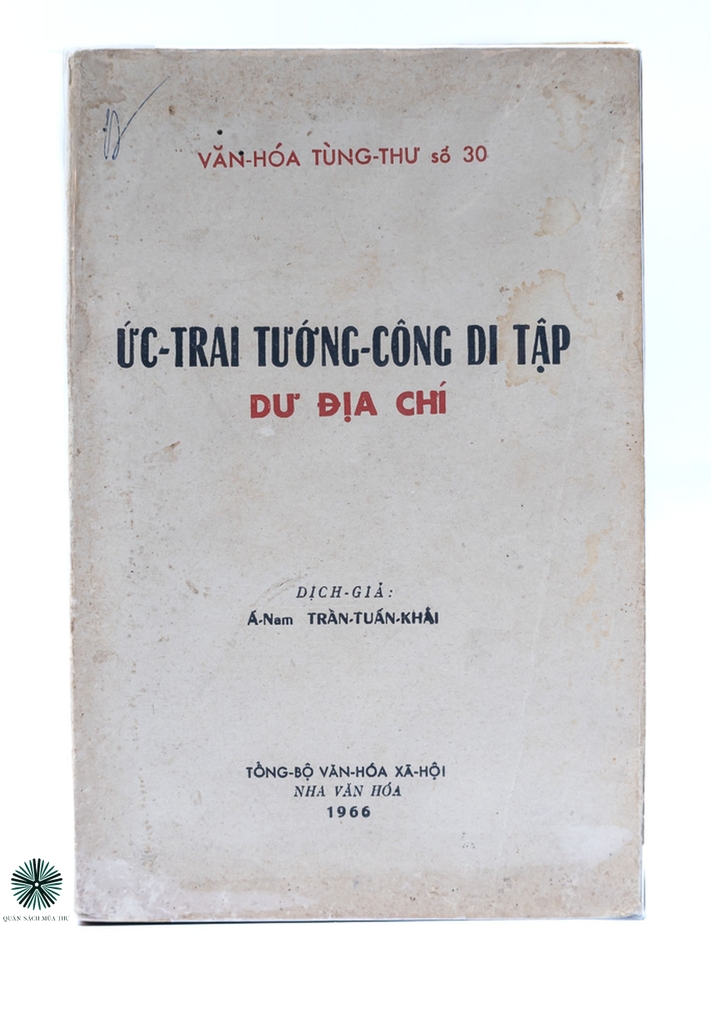 VĂN-HÓA TÙNG-THƯ số 30
ỨC-TRAI TƯỚNG-CÔNG DI TẬP
DƯ ĐỊA CHÍ
DỊCH-GIẢ:
Á-Nam TRẦN-TUẤN-KHẢI
TỔNG-BỘ VĂN-HÓA XÃ-HỘI
NHA VĂN HÓA
1966
QUÁN SÁCH MÙA THU